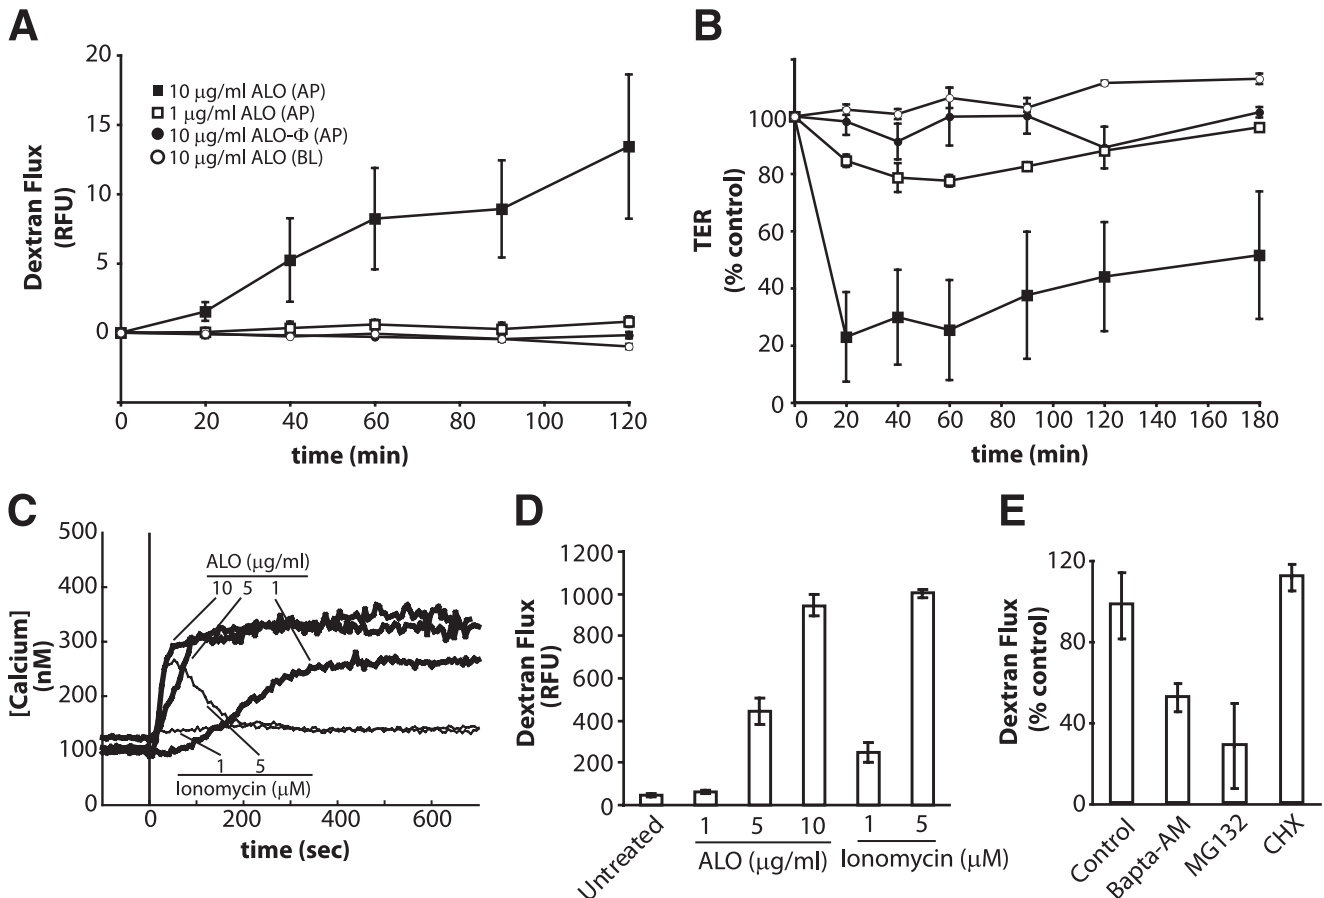 A
Dextran Flux
(RFU)
20
15
10
5
0
10 μg/ml ALO (AP)
1 μg/ml ALO (AP)
10 μg/ml ALO-Φ (AP)
10 μg/ml ALO (BL)
0 20 40 60 80 100 120
time (min)
B
TER
(% control)
100
80
60
40
20
0
0 20 40 60 80 100 120 140 160 180
time (min)
C
[Calcium]
(nM)
500
400
300
200
100
0
ALO (μg/ml)
10 5 1
1 5
Ionomycin (μM)
0 200 400 600
time (sec)
D
Dextran Flux
(RFU)
1200
1000
800
600
400
200
0
Untreated
1 5 10
ALO (μg/ml)
1 5
Ionomycin (μM)
E
Dextran Flux
(% control)
120
80
40
0
Control
Bapta-AM
MG132
CHX